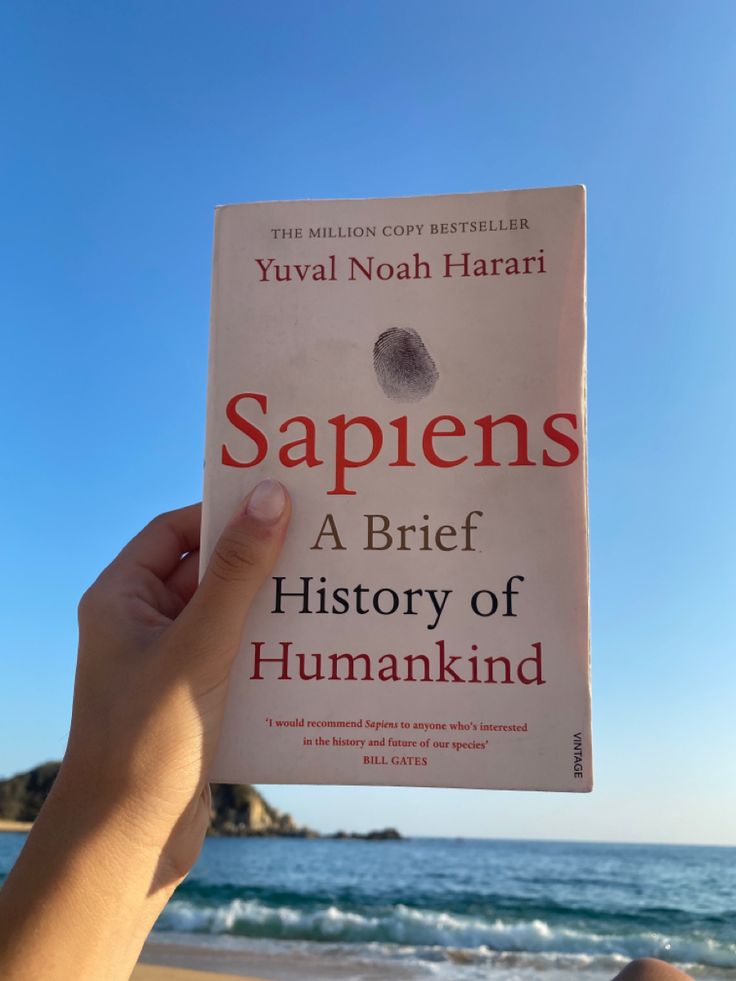 THE MILLION COPY BESTSELLER
Yuval Noah Harari
Sapiens
A Brief
History of
Humankind
‘I would recommend Sapiens to anyone who’s interested
in the history and future of our species’
BILL GATES
VINTAGE